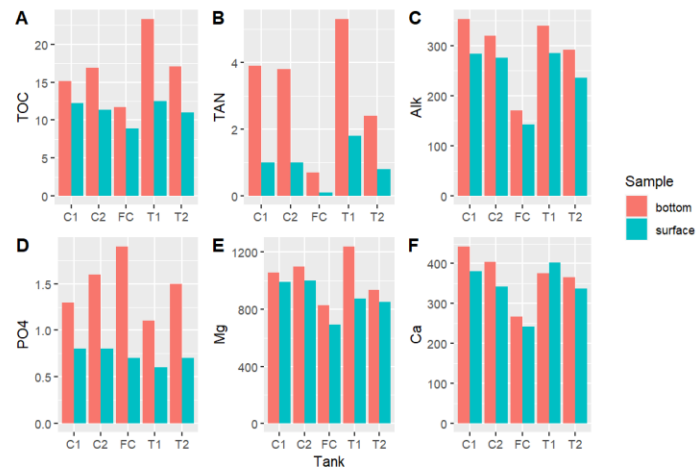 A
TOC
20
15
10
5
0
C1 C2 FC T1 T2
B
TAN
4
2
0
C1 C2 FC T1 T2
C
Alk
300
200
100
0
C1 C2 FC T1 T2
Sample
bottom
surface
D
PO4
1.5
1.0
0.5
0.0
C1 C2 FC T1 T2
E
Mg
1200
800
400
0
C1 C2 FC T1 T2
F
Ca
400
300
200
100
0
C1 C2 FC T1 T2
Tank